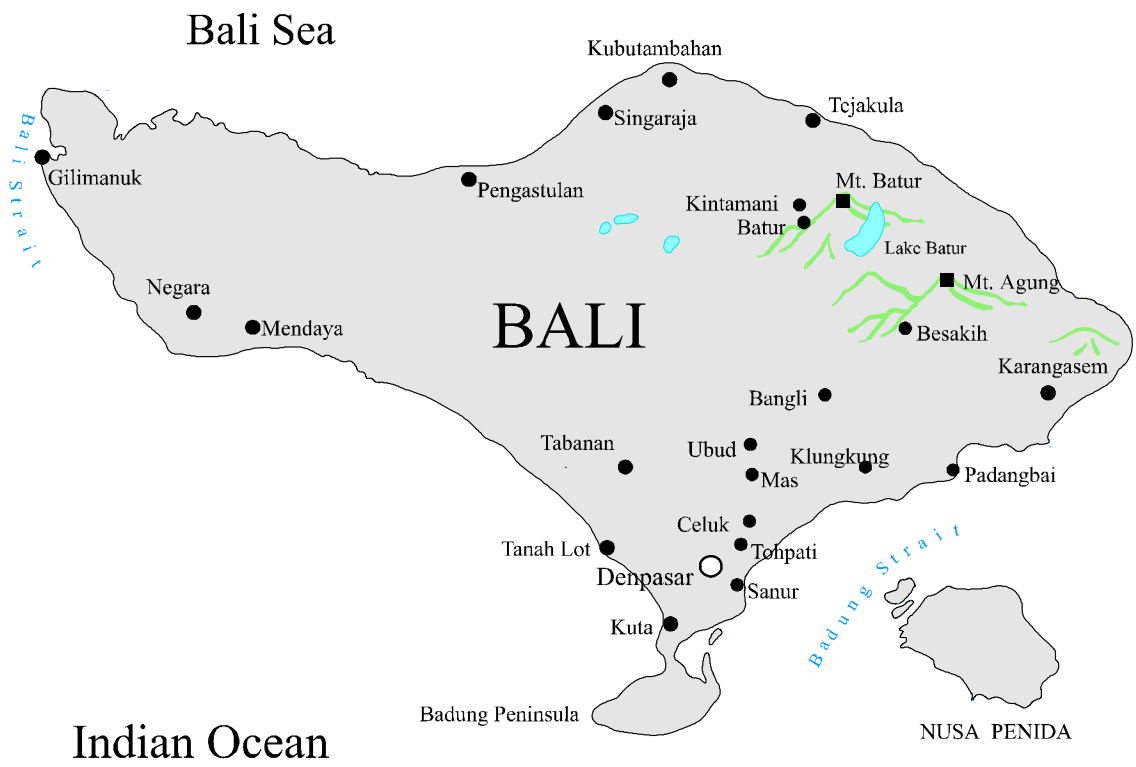 Bali Sea
Kubutambahan
Tejakula
Singaraja
Bali Strait
Gilimanuk
Pengastulan
Mt. Batur
Kintamani
Batur
Lake Batur
Negara
Mt. Agung
Mendaya
BALI
Besakih
Karangasem
Bangli
Tabanan
Ubud
Klungkung
Mas
Padangbai
Celuk
Tanah Lot
Tohpati
Badung Strait
Denpasar
Sanur
Kuta
Badung Peninsula
NUSA PENIDA
Indian Ocean